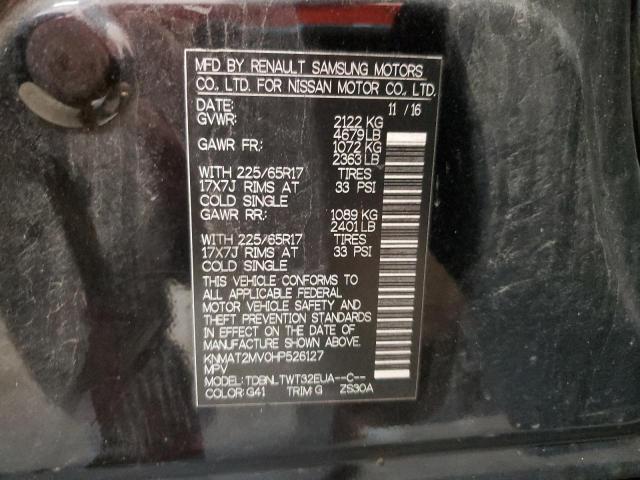 MFD BY RENAULT SAMSUNG MOTORS
CO., LTD. FOR NISSAN MOTOR CO., LTD.
DATE: 11 / 16
GVWR: 2122 KG
4679 LB
GAWR FR: 1072 KG
2363 LB
WITH 225/65R17 TIRES
17X7J RIMS AT 33 PSI
COLD SINGLE
GAWR RR: 1089 KG
2401 LB
WITH 225/65R17 TIRES
17X7J RIMS AT 33 PSI
COLD SINGLE
THIS VEHICLE CONFORMS TO
ALL APPLICABLE FEDERAL
MOTOR VEHICLE SAFETY AND
THEFT PREVENTION STANDARDS
IN EFFECT ON THE DATE OF
MANUFACTURE SHOWN ABOVE.
KNMAT2MV0HP526127
MPV
MODEL: TDBNLTWT32EUA--C--
COLOR: G41 TRIM G ZS30A